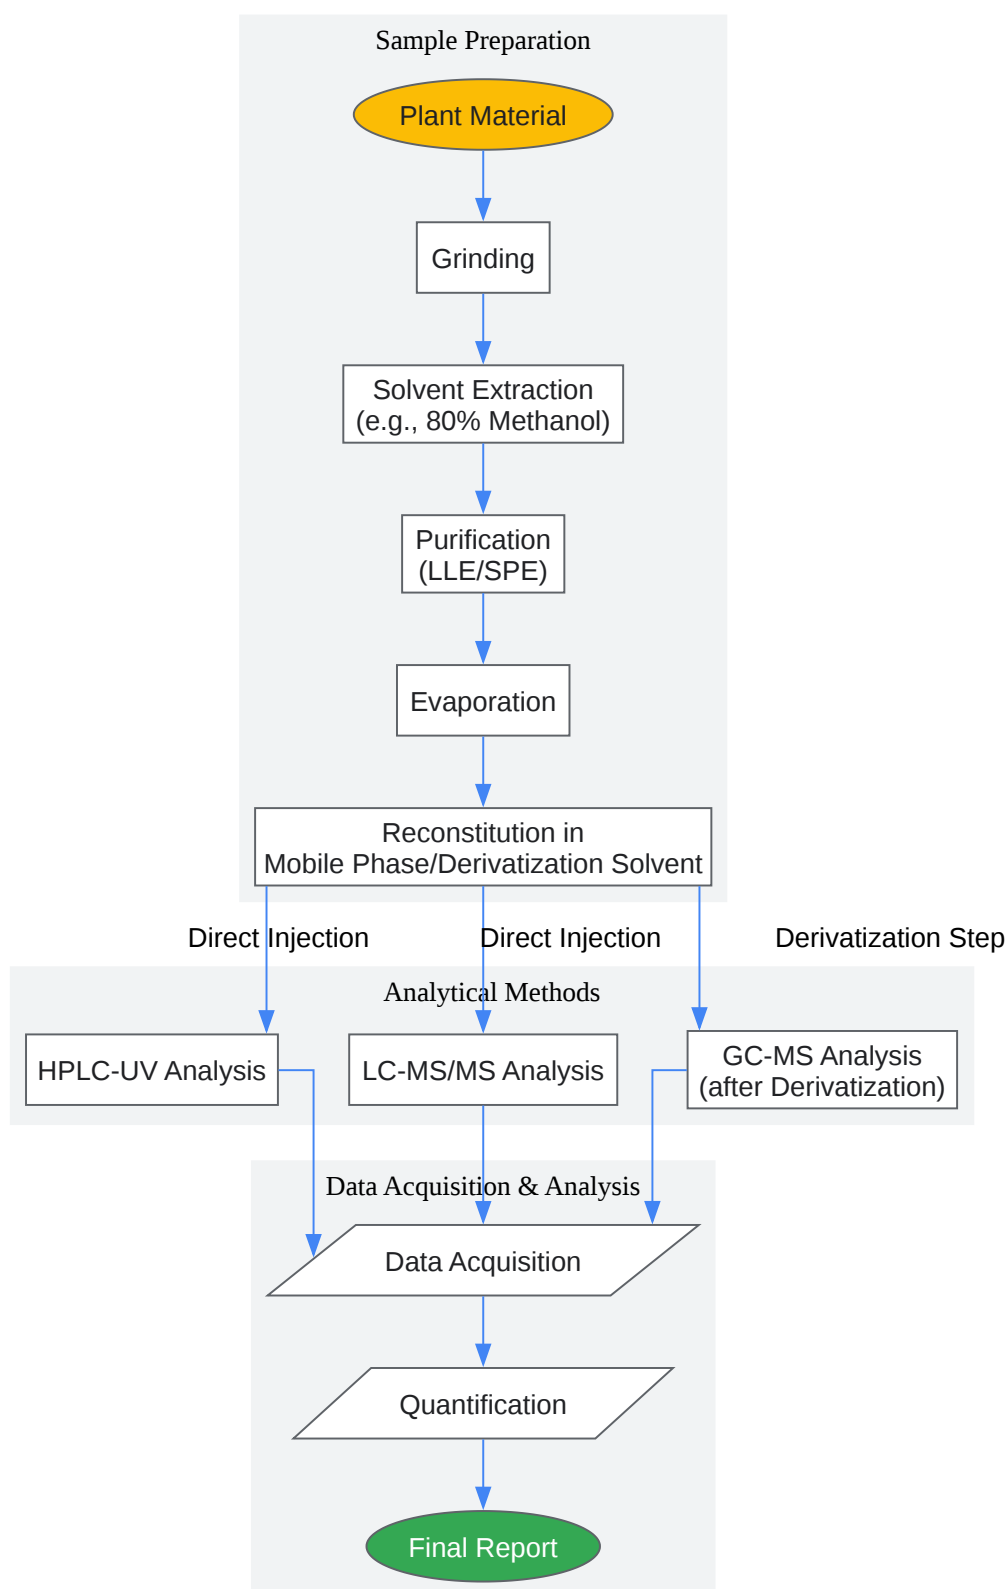 Sample Preparation
Plant Material
Grinding
Solvent Extraction
(e.g., 80% Methanol)
Purification
(LLE/SPE)
Evaporation
Reconstitution in
Mobile Phase/Derivatization Solvent
Direct Injection
Direct Injection
Derivatization Step
Analytical Methods
HPLC-UV Analysis
LC-MS/MS Analysis
GC-MS Analysis
(after Derivatization)
Data Acquisition & Analysis
Data Acquisition
Quantification
Final Report